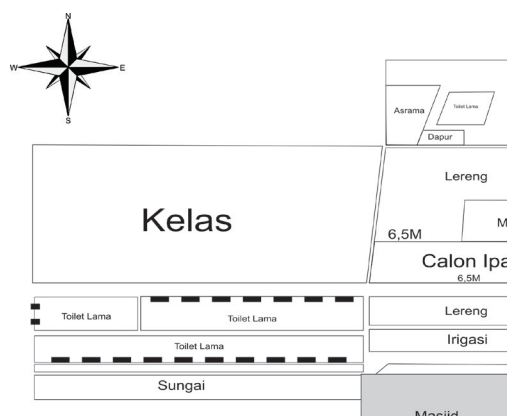 N
W E
S
Asrama
Toilet Lama
Dapur
Lereng
Kelas
M
6,5M
Calon Ipa
6,5M
Toilet Lama
Toilet Lama
Lereng
Toilet Lama
Irigasi
Sungai
Masjid